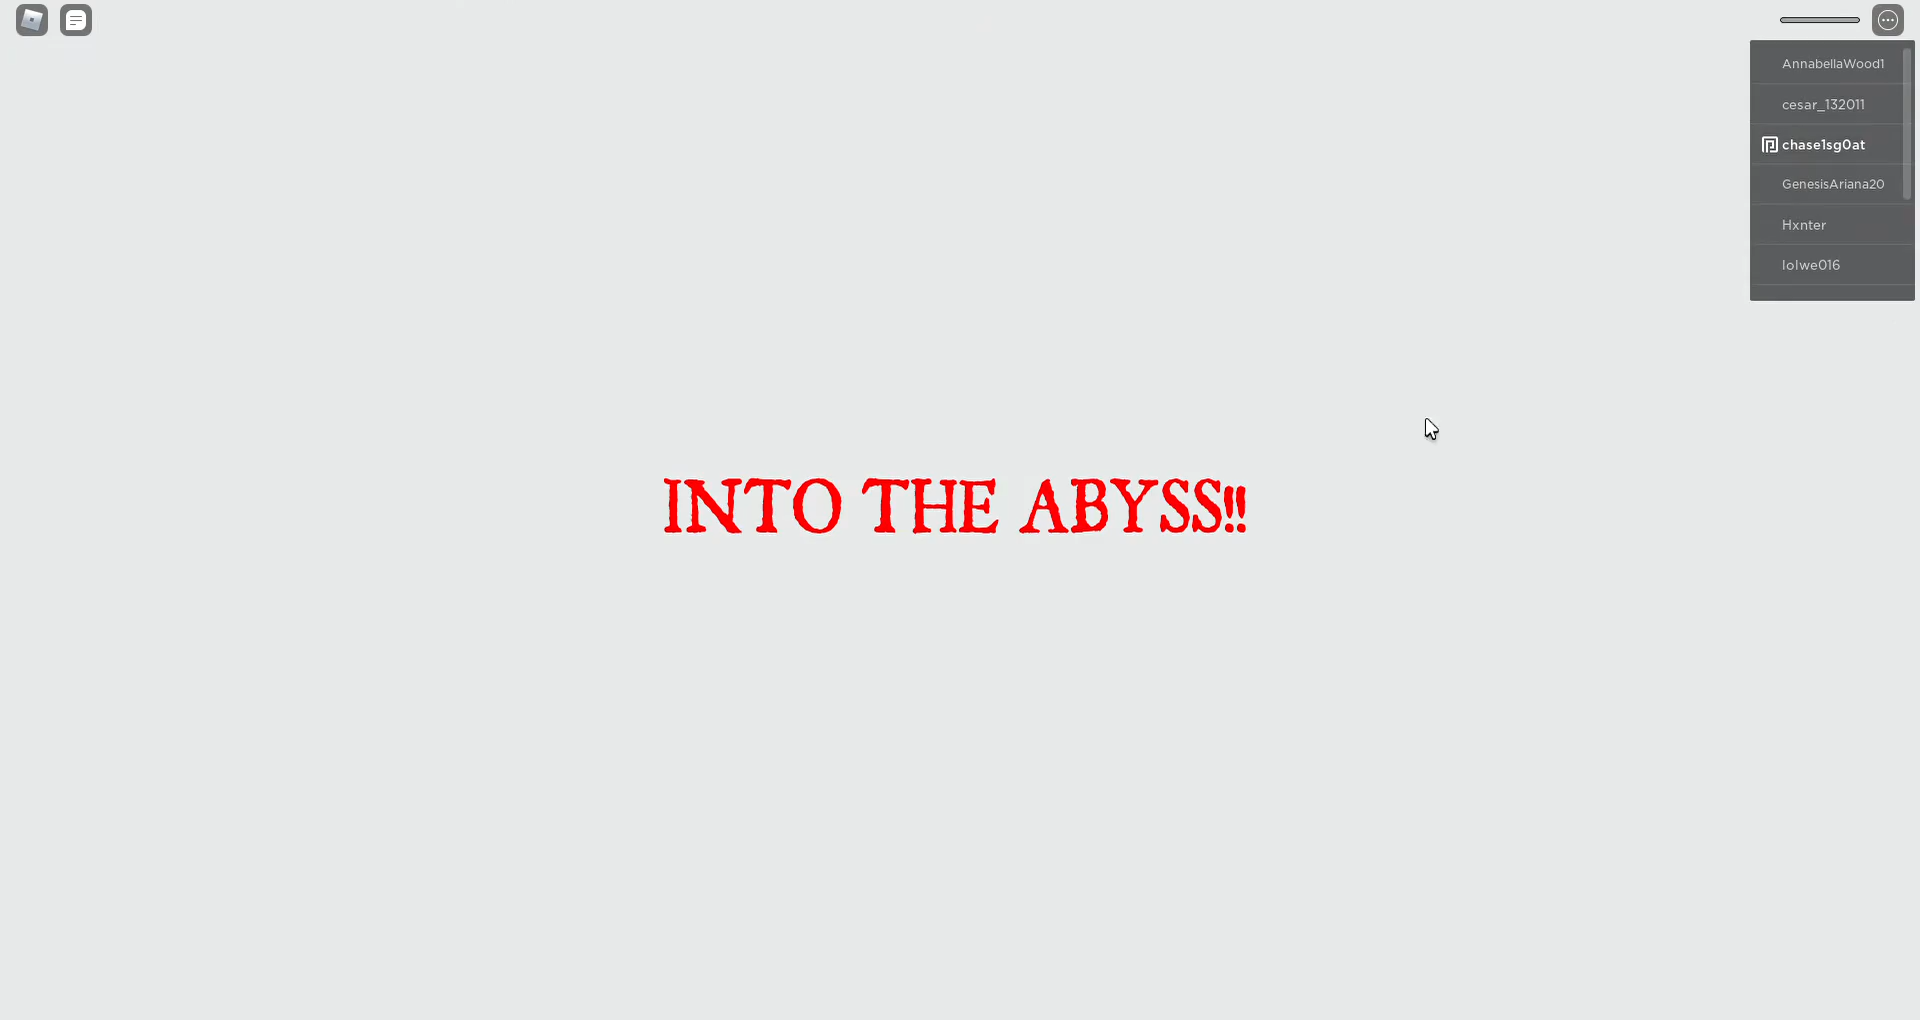 AnnabellaWood1
cesar_132011
chase1sg0at
GenesisAriana20
Hxnter
lolwe016
INTO THE ABYSS!!